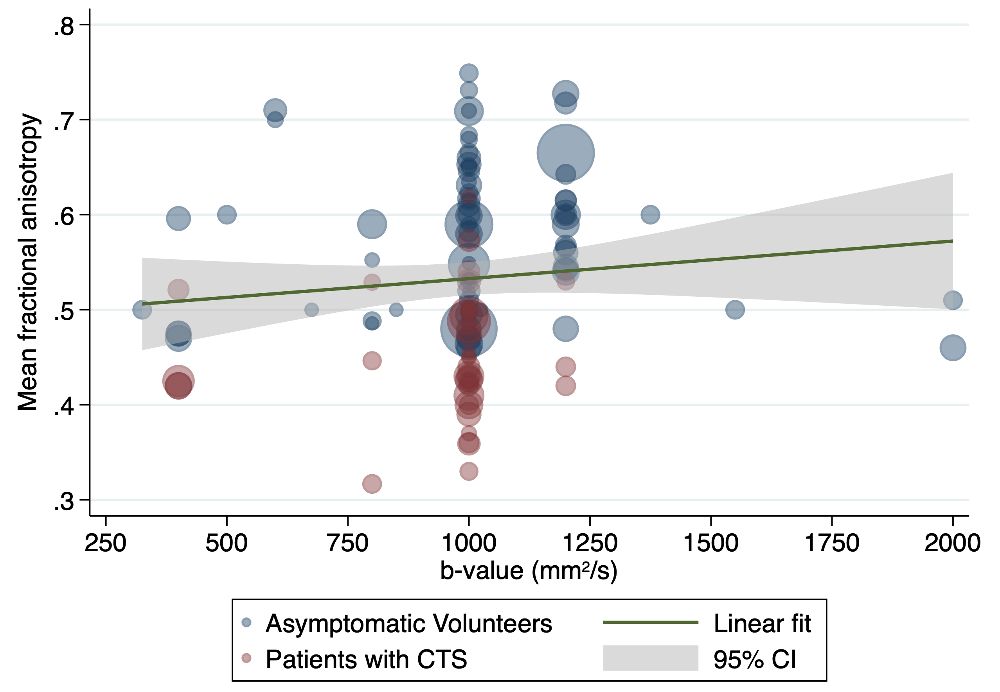 .8
.7
.6
.5
.4
.3
Mean fractional anisotropy
250 500 750 1000 1250 1500 1750 2000
b-value (mm²/s)
Asymptomatic Volunteers Linear fit
Patients with CTS 95% CI